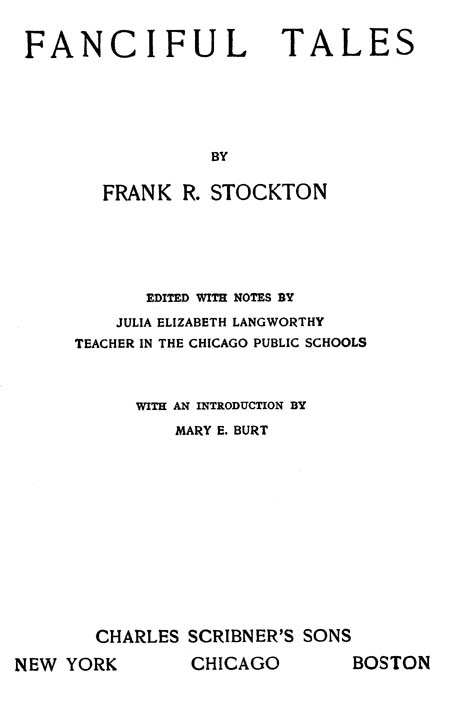 FANCIFUL TALES
BY
FRANK R. STOCKTON
EDITED WITH NOTES BY
JULIA ELIZABETH LANGWORTHY
TEACHER IN THE CHICAGO PUBLIC SCHOOLS
WITH AN INTRODUCTION BY
MARY E. BURT
CHARLES SCRIBNER'S SONS
NEW YORK CHICAGO BOSTON